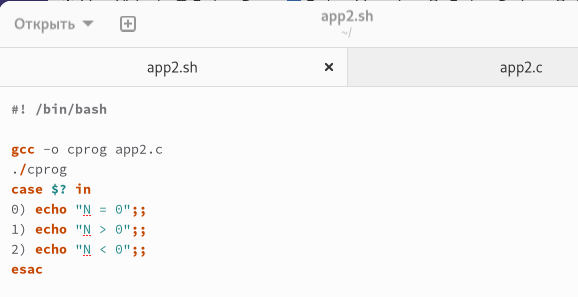 Открыть
app2.sh
~/
app2.sh
app2.c
#! /bin/bash
gcc -o cprog app2.c
./cprog
case $? in
0) echo "N = 0";;
1) echo "N > 0";;
2) echo "N < 0";;
esac